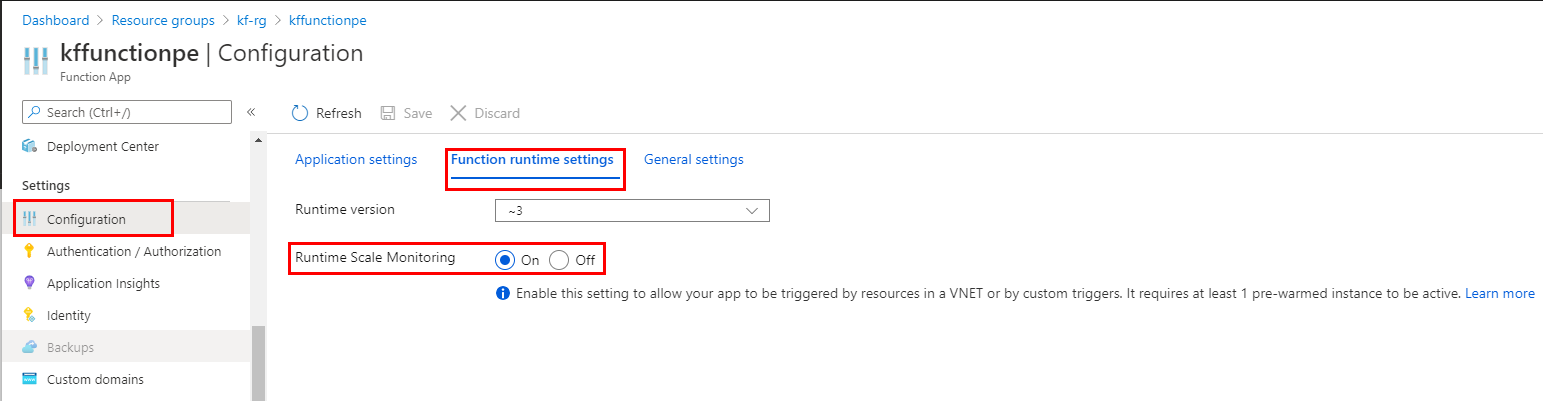 Dashboard > Resource groups > kf-rg > kffunctionpe
kffunctionpe | Configuration
Function App
Search (Ctrl+/) «
Refresh Save Discard
Deployment Center
Settings
Configuration
Authentication / Authorization
Application Insights
Identity
Backups
Custom domains
Application settings Function runtime settings General settings
Runtime version ~3
Runtime Scale Monitoring On Off
Enable this setting to allow your app to be triggered by resources in a VNET or by custom triggers. It requires at least 1 pre-warmed instance to be active. Learn more